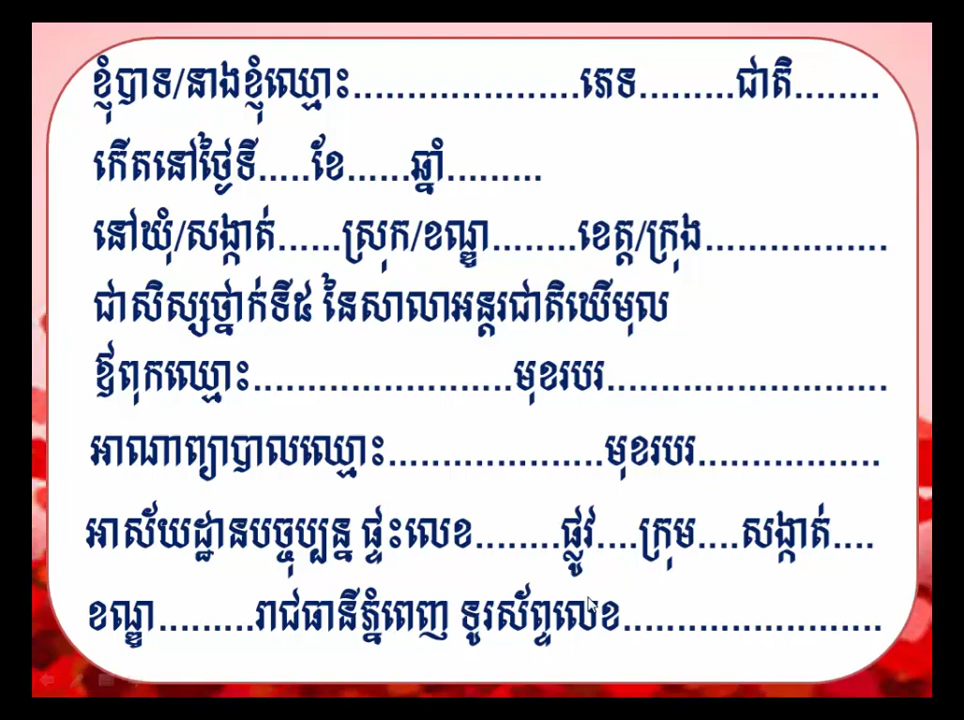 ខ្ញុំបាទ/នាងខ្ញុំឈ្មោះ.....................ភេទ.........ជាតិ........
កើតនៅថ្ងៃទី.....ខែ......ឆ្នាំ.........
នៅឃុំ/សង្កាត់......ស្រុក/ខណ្ឌ........ខេត្ត/ក្រុង.................
ជាសិស្សថ្នាក់ទី៥ នៃសាលាអន្តរជាតិឃើមុល
ឪពុកឈ្មោះ........................មុខរបរ..........................
អាណាព្យាបាលឈ្មោះ....................មុខរបរ.................
អាស័យដ្ឋានបច្ចុប្បន្ន ផ្ទះលេខ........ផ្លូវ....ក្រុម....សង្កាត់....
ខណ្ឌ.........រាជធានីភ្នំពេញ ទូរស័ព្ទលេខ........................